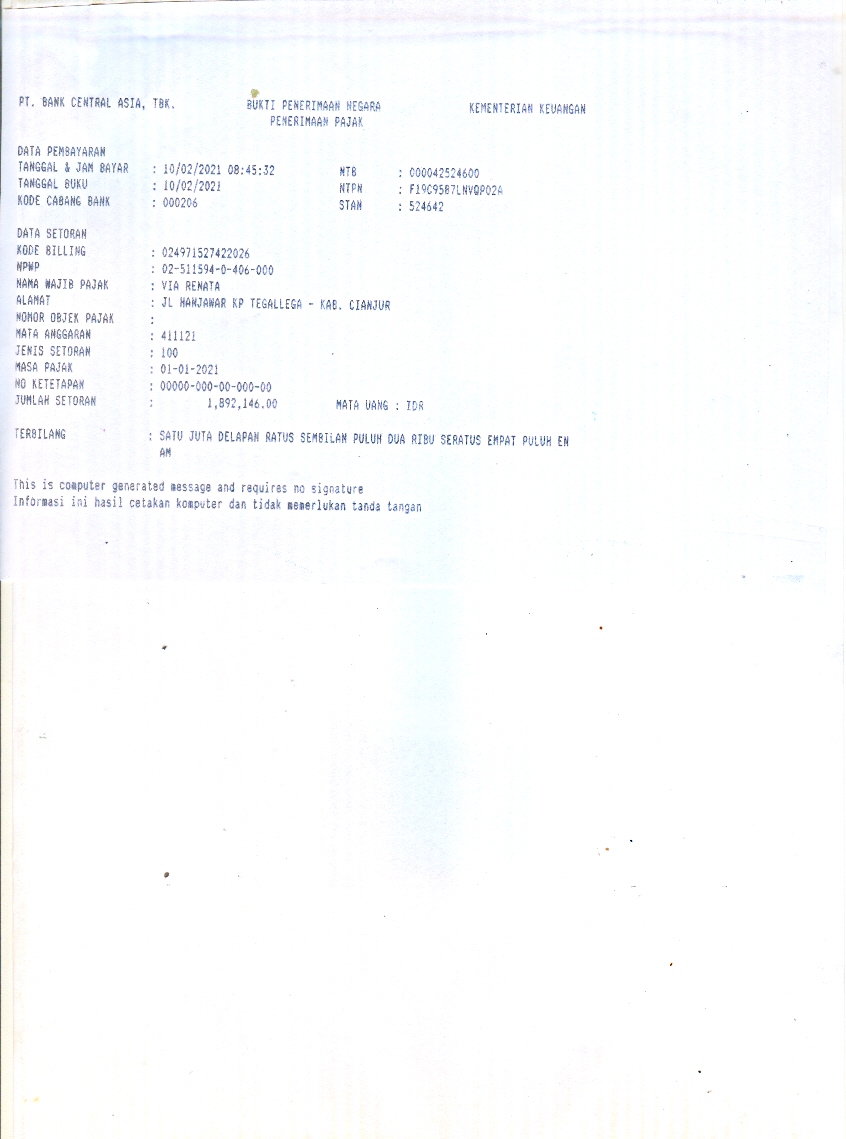 PT. BANK CENTRAL ASIA, TBK. BUKTI PENERIMAAN NEGARA KEMENTERIAN KEUANGAN
PENERIMAAN PAJAK
DATA PEMBAYARAN
TANGGAL & JAM BAYAR : 10/02/2021 08:45:32 NTB : 000042524600
TANGGAL BUKU : 10/02/2021 NTPN : F19C95B7LNVQP02A
KODE CABANG BANK : 000206 STAN : 524642
DATA SETORAN
KODE BILLING : 024971527422026
NPWP : 02-511594-0-406-000
NAMA WAJIB PAJAK : VIA RENATA
ALAMAT : JL HANJAWAR KP TEGALLEGA - KAB. CIANJUR
NOMOR OBJEK PAJAK :
MATA ANGGARAN : 411121
JENIS SETORAN : 100
MASA PAJAK : 01-01-2021
NO KETETAPAN : 00000-000-00-000-00
JUMLAH SETORAN : 1,892,146.00 MATA UANG : IDR
TERBILANG : SATU JUTA DELAPAN RATUS SEMBILAN PULUH DUA RIBU SERATUS EMPAT PULUH EN
AM
This is computer generated message and requires no signature
Informasi ini hasil cetakan komputer dan tidak memerlukan tanda tangan